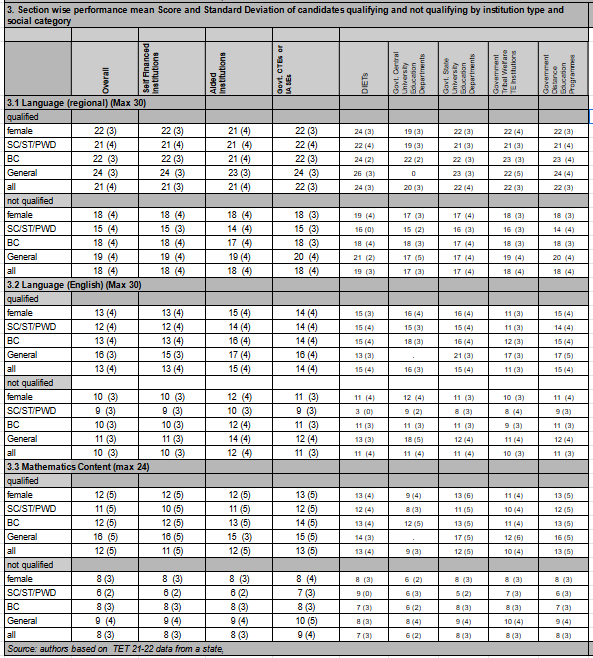 3. Section wise performance mean Score and Standard Deviation of candidates qualifying and not qualifying by institution type and
social category
Overall Self Financed Institutions Aided Institutions Govt. CTEs or IASEs DIETs Govt. Central University Education Departments Govt. State University Education Departments Government Tribal Welfare TE Institutions Government Distance Education Programmes
3.1 Language (regional) (Max 30)
qualified
female 22 (3) 22 (3) 21 (4) 22 (3) 24 (3) 19 (3) 22 (3) 22 (4) 22 (3)
SC/ST/PWD 21 (4) 21 (4) 21 (4) 22 (3) 22 (4) 19 (3) 21 (3) 21 (3) 21 (4)
BC 22 (3) 22 (3) 21 (4) 22 (3) 24 (2) 22 (2) 22 (3) 23 (3) 23 (4)
General 24 (3) 24 (3) 23 (3) 24 (3) 26 (3) 0 23 (3) 22 (5) 24 (4)
all 21 (4) 21 (4) 21 (4) 22 (3) 24 (3) 20 (3) 22 (4) 22 (3) 22 (3)
not qualified
female 18 (4) 18 (4) 18 (4) 18 (3) 19 (4) 17 (3) 17 (4) 18 (3) 18 (3)
SC/ST/PWD 15 (4) 15 (3) 14 (4) 15 (3) 16 (0) 15 (2) 16 (3) 16 (3) 14 (4)
BC 18 (4) 18 (4) 17 (4) 18 (3) 18 (4) 18 (3) 17 (4) 18 (3) 18 (3)
General 19 (4) 19 (4) 19 (4) 20 (4) 21 (2) 17 (5) 17 (4) 19 (4) 20 (4)
all 18 (4) 18 (4) 18 (4) 18 (4) 19 (3) 17 (3) 17 (4) 18 (4) 18 (4)
3.2 Language (English) (Max 30)
qualified
female 13 (4) 13 (4) 15 (4) 14 (4) 15 (3) 16 (4) 16 (4) 11 (3) 15 (4)
SC/ST/PWD 12 (4) 12 (4) 14 (4) 14 (4) 15 (4) 15 (3) 15 (4) 11 (3) 14 (4)
BC 13 (4) 13 (4) 16 (4) 14 (4) 15 (4) 18 (3) 16 (4) 12 (3) 15 (4)
General 16 (3) 15 (3) 17 (4) 16 (4) 13 (3) . 21 (3) 17 (3) 17 (5)
all 13 (4) 13 (4) 15 (4) 14 (4) 15 (4) 16 (3) 15 (4) 11 (3) 15 (4)
not qualified
female 10 (3) 10 (3) 12 (4) 11 (3) 11 (4) 12 (4) 11 (3) 10 (3) 11 (4)
SC/ST/PWD 9 (3) 9 (3) 10 (3) 9 (3) 3 (0) 9 (2) 8 (3) 8 (4) 9 (3)
BC 10 (3) 10 (3) 12 (4) 11 (3) 11 (3) 11 (3) 11 (3) 9 (3) 11 (3)
General 11 (3) 11 (3) 14 (4) 12 (4) 13 (3) 18 (5) 12 (4) 11 (4) 12 (4)
all 10 (3) 10 (3) 12 (4) 11 (3) 11 (4) 11 (4) 11 (4) 10 (3) 11 (3)
3.3 Mathematics Content (max 24)
qualified
female 12 (5) 12 (5) 12 (5) 13 (5) 13 (4) 9 (4) 13 (6) 11 (4) 13 (5)
SC/ST/PWD 11 (5) 10 (5) 11 (5) 12 (5) 12 (4) 8 (3) 11 (5) 10 (4) 12 (5)
BC 12 (5) 12 (5) 13 (5) 14 (5) 13 (4) 12 (5) 13 (5) 11 (4) 13 (5)
General 16 (5) 16 (5) 15 (3) 15 (5) 14 (3) . 17 (5) 12 (6) 16 (5)
all 12 (5) 11 (5) 12 (5) 13 (5) 13 (4) 9 (3) 12 (5) 10 (4) 13 (5)
not qualified
female 8 (3) 8 (3) 8 (3) 8 (4) 8 (3) 6 (2) 8 (3) 8 (3) 8 (3)
SC/ST/PWD 6 (2) 6 (2) 6 (2) 7 (3) 9 (0) 6 (3) 5 (2) 7 (3) 6 (3)
BC 8 (3) 8 (3) 8 (3) 8 (3) 7 (3) 6 (2) 8 (3) 8 (3) 7 (3)
General 9 (4) 9 (4) 9 (4) 10 (5) 8 (3) 8 (4) 9 (4) 10 (4) 9 (4)
all 8 (3) 8 (3) 8 (3) 9 (4) 7 (3) 6 (2) 8 (3) 8 (3) 8 (3)
Source: authors based on TET 21-22 data from a state,